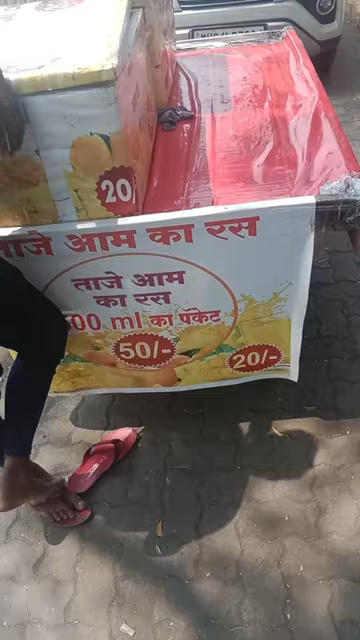 20
ताजे आम का रस
ताजे आम
का रस
00 ml का पॅकेट
50/-
20/-